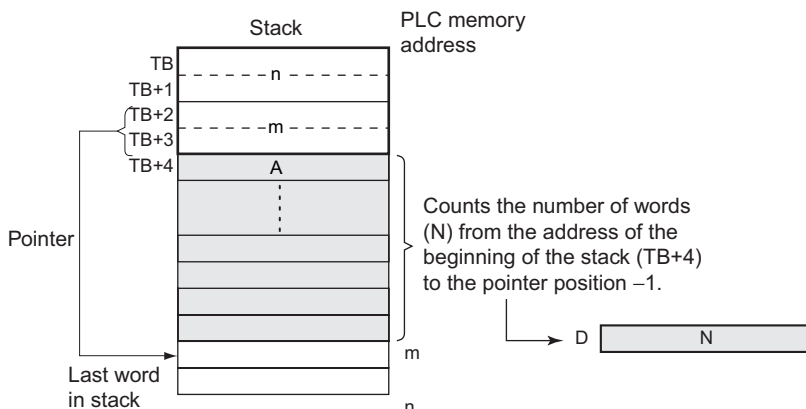 Stack
PLC memory
address
TB
n
TB+1
TB+2
m
TB+3
TB+4
A
Pointer
Counts the number of words
(N) from the address of the
beginning of the stack (TB+4)
to the pointer position –1.
D
N
m
Last word
in stack
n